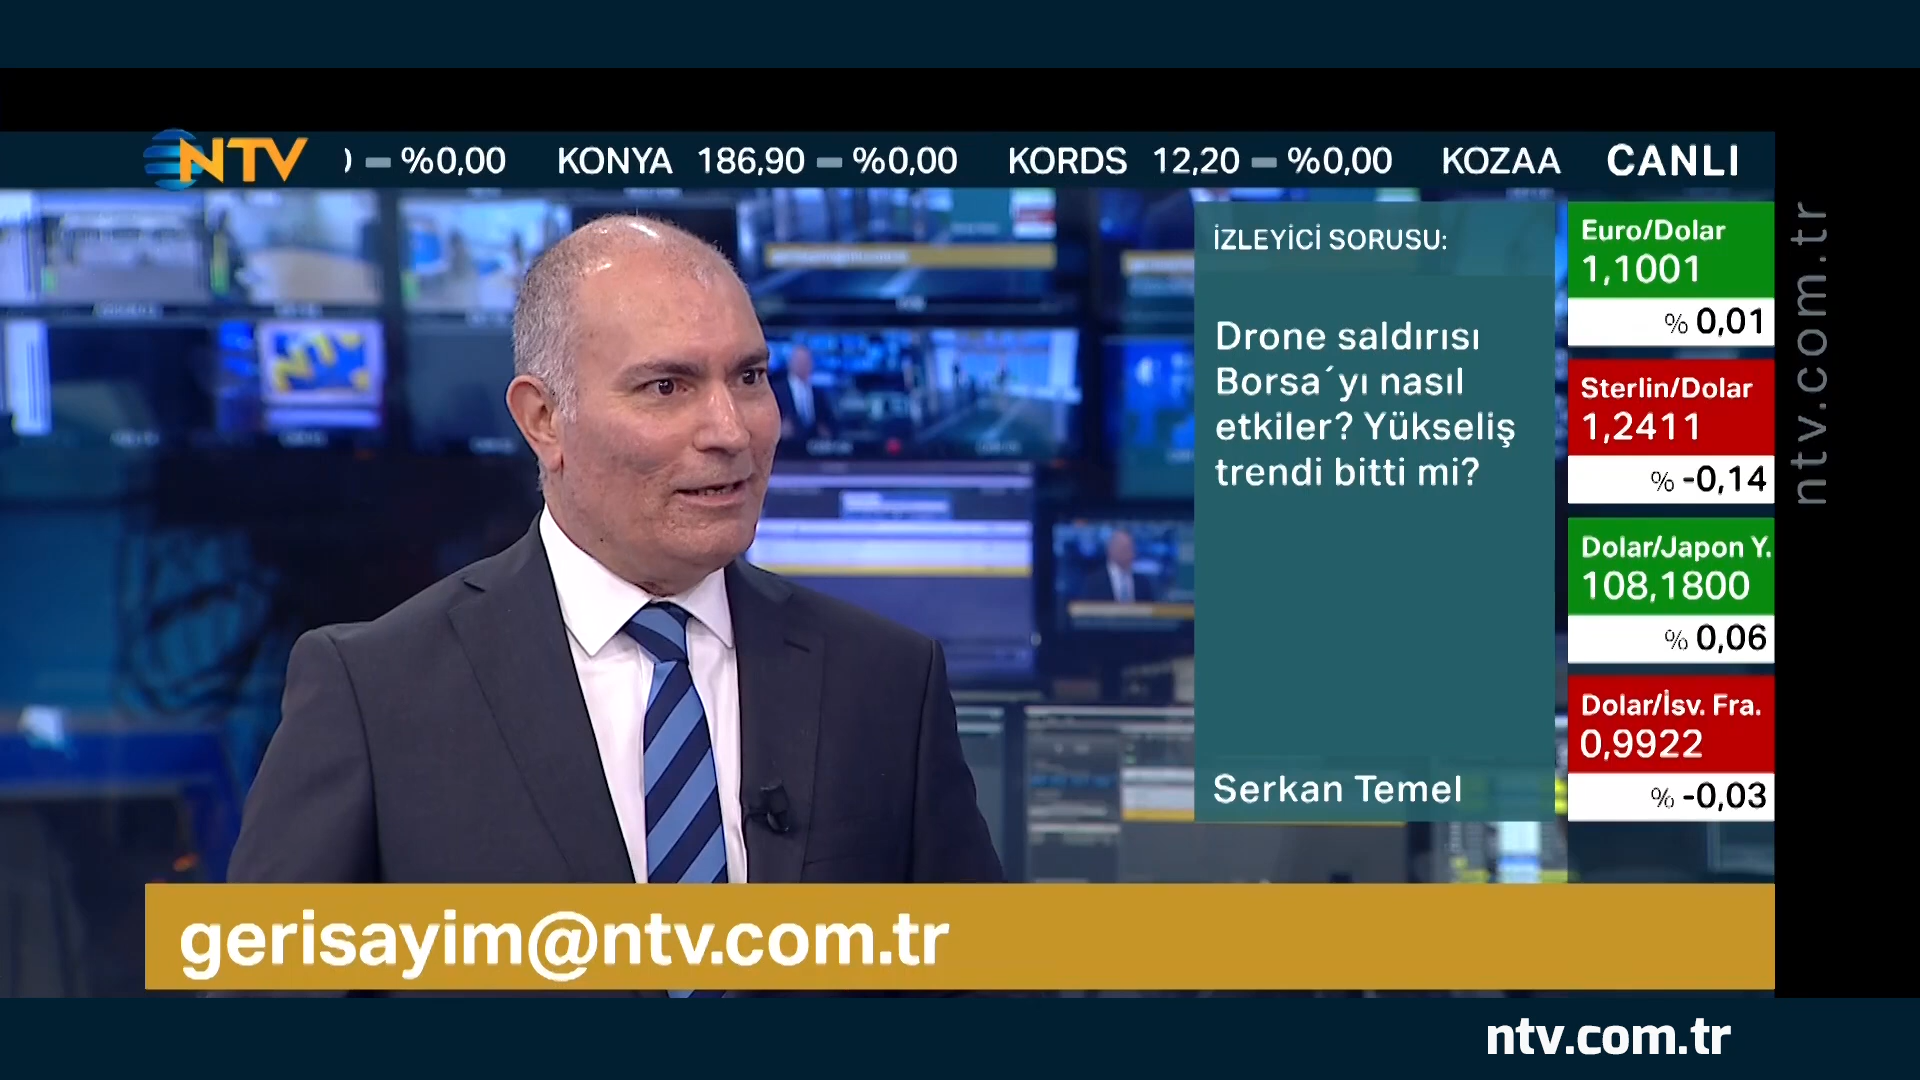 NTV
%0,00 KONYA 186,90 %0,00 KORDS 12,20 %0,00 KOZAA CANLI
İZLEYİCİ SORUSU:
Drone saldırısı
Borsa´yı nasıl
etkiler? Yükseliş
trendi bitti mi?
Serkan Temel
Euro/Dolar
1,1001
% 0,01
Sterlin/Dolar
1,2411
% -0,14
Dolar/Japon Y.
108,1800
% 0,06
Dolar/İsv. Fra.
0,9922
% -0,03
ntv.com.tr
gerisayim@ntv.com.tr
ntv.com.tr